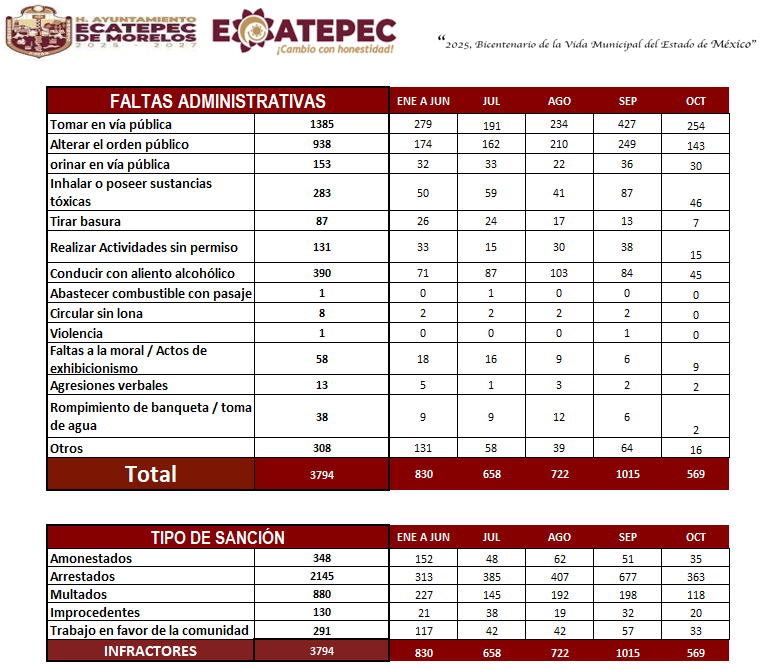 H. AYUNTAMIENTO
ECATEPEC
DE MORELOS
2025 - 2027
ECATEPEC
¡Cambio con honestidad!
“2025, Bicentenario de la Vida Municipal del Estado de México”
FALTAS ADMINISTRATIVAS ENE A JUN JUL AGO SEP OCT
Tomar en vía pública 1385 279 191 234 427 254
Alterar el orden público 938 174 162 210 249 143
orinar en vía pública 153 32 33 22 36 30
Inhalar o poseer sustancias
tóxicas 283 50 59 41 87 46
Tirar basura 87 26 24 17 13 7
Realizar Actividades sin permiso 131 33 15 30 38 15
Conducir con aliento alcohólico 390 71 87 103 84 45
Abastecer combustible con pasaje 1 0 1 0 0 0
Circular sin lona 8 2 2 2 2 0
Violencia 1 0 0 0 1 0
Faltas a la moral / Actos de
exhibicionismo 58 18 16 9 6 9
Agresiones verbales 13 5 1 3 2 2
Rompimiento de banqueta / toma
de agua 38 9 9 12 6 2
Otros 308 131 58 39 64 16
Total 3794 830 658 722 1015 569
TIPO DE SANCIÓN ENE A JUN JUL AGO SEP OCT
Amonestados 348 152 48 62 51 35
Arrestados 2145 313 385 407 677 363
Multados 880 227 145 192 198 118
Improcedentes 130 21 38 19 32 20
Trabajo en favor de la comunidad 291 117 42 42 57 33
INFRACTORES 3794 830 658 722 1015 569